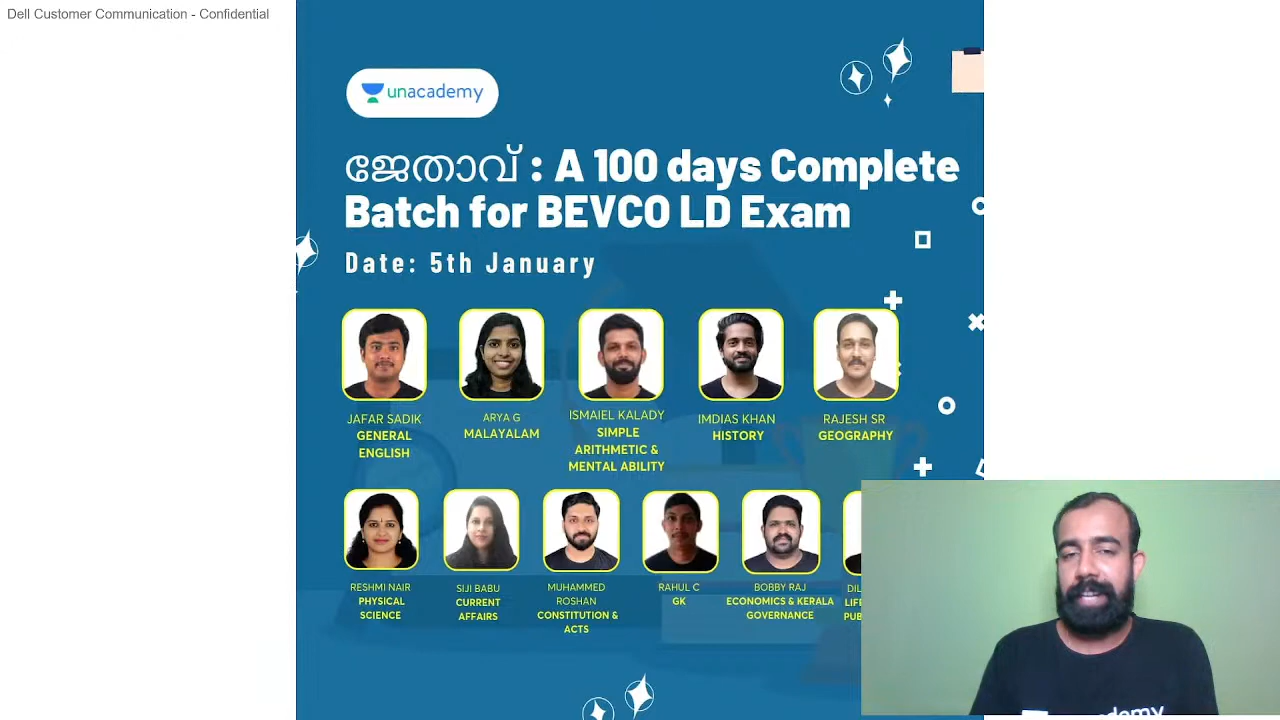 Dell Customer Communication - Confidential
unacademy
ജേതാവ് : A 100 days Complete
Batch for BEVCO LD Exam
Date: 5th January
JAFAR SADIK
GENERAL
ENGLISH
ARYA G
MALAYALAM
ISMAIEL KALADY
SIMPLE
ARITHMETIC &
MENTAL ABILITY
IMDIAS KHAN
HISTORY
RAJESH SR
GEOGRAPHY
RESHMI NAIR
PHYSICAL
SCIENCE
SIJI BABU
CURRENT
AFFAIRS
MUHAMMED
ROSHAN
CONSTITUTION &
ACTS
RAHUL C
GK
BOBBY RAJ
ECONOMICS & KERALA
GOVERNANCE